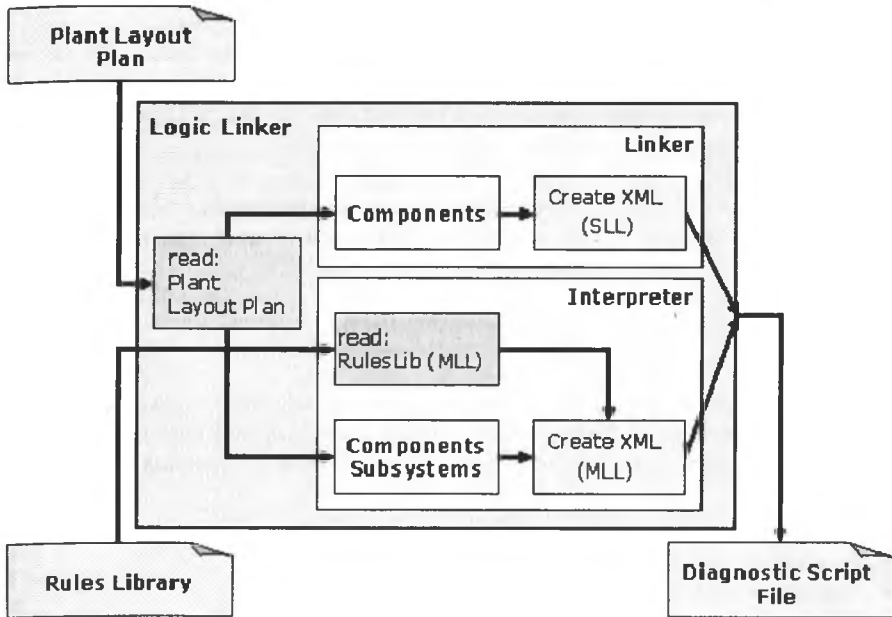 Plant Layout
Plan
Logic Linker
Linker
Components
Create XML
(SLL)
read:
Plant
Layout Plan
Interpreter
read:
RulesLib (MLL)
Components
Subsystems
Create XML
(MLL)
Rules Library
Diagnostic Script
File